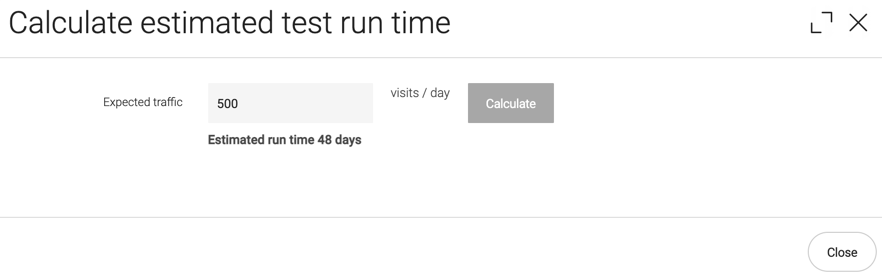 Calculate estimated test run time
Expected traffic 500 visits / day Calculate
Estimated run time 48 days
Close